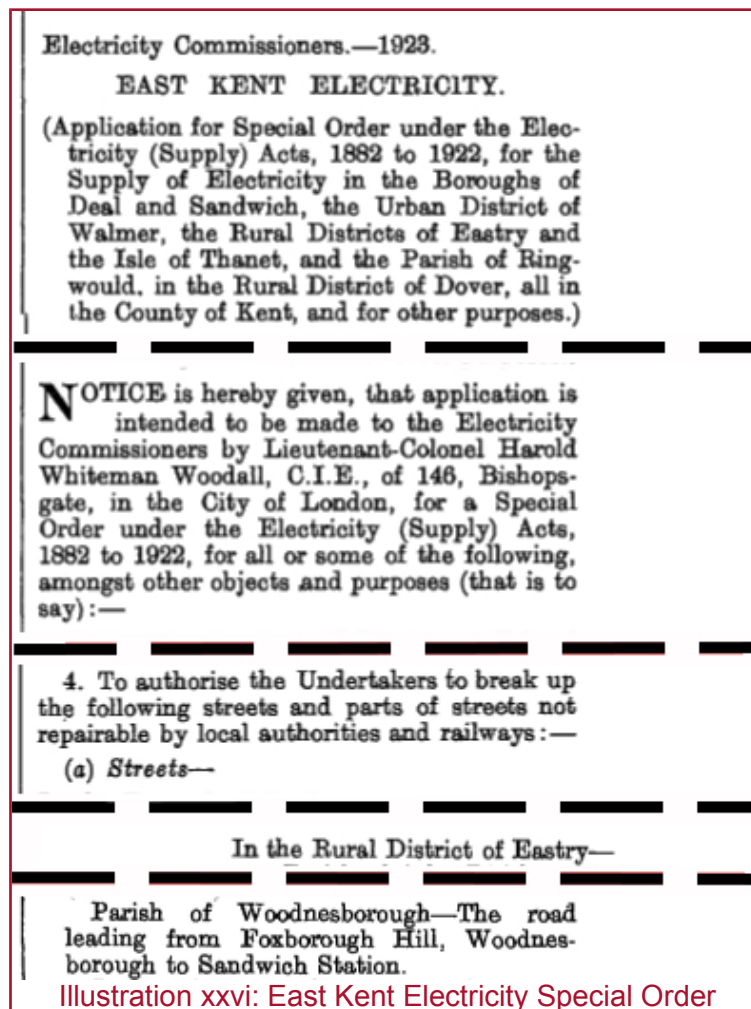 Electricity Commissioners.—1923.
EAST KENT ELECTRICITY.
(Application for Special Order under the Elec-
tricity (Supply) Acts, 1882 to 1922, for the
Supply of Electricity in the Boroughs of
Deal and Sandwich, the Urban District of
Walmer, the Rural Districts of Eastry and
the Isle of Thanet, and the Parish of Ring-
would, in the Rural District of Dover, all in
the County of Kent, and for other purposes.)
NOTICE is hereby given, that application is
intended to be made to the Electricity
Commissioners by Lieutenant-Colonel Harold
Whiteman Woodall, C.I.E., of 146, Bishops-
gate, in the City of London, for a Special
Order under the Electricity (Supply) Acts,
1882 to 1922, for all or some of the following,
amongst other objects and purposes (that is to
say):—
4. To authorise the Undertakers to break up
the following streets and parts of streets not
repairable by local authorities and railways:—
(a) Streets—
In the Rural District of Eastry—
Parish of Woodnesborough—The road
leading from Foxborough Hill, Woodnes-
borough to Sandwich Station.
Illustration xxvi: East Kent Electricity Special Order